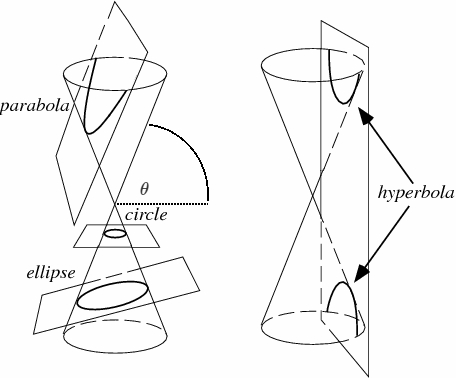 parabola
θ
circle
hyperbola
ellipse